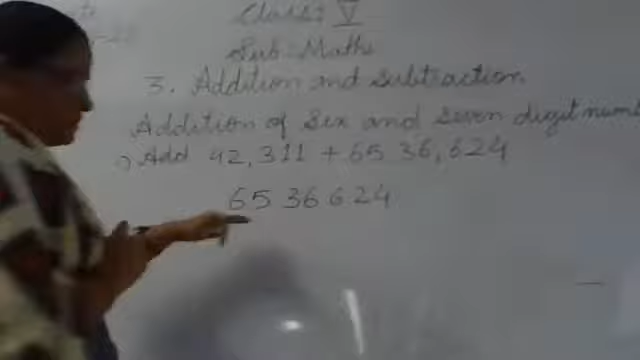 Class: V
Sub: Maths
3. Addition and Subtraction
Addition of Six and Seven digit num
Add 42,311 + 65 36,624
65 36 624